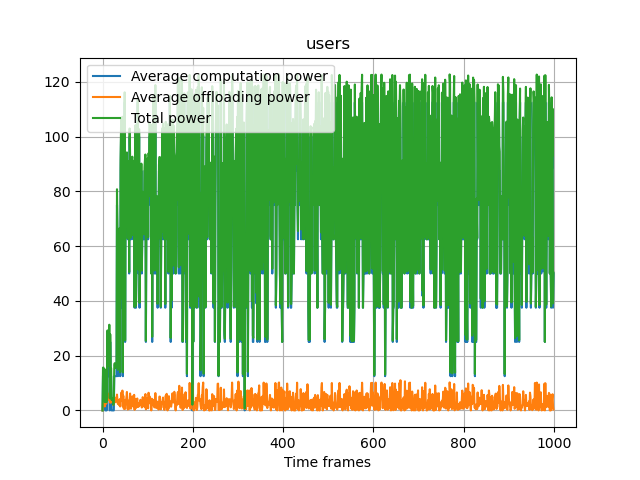 users
Average computation power
Average offloading power
Total power
120
100
80
60
40
20
0
0 200 400 600 800 1000
Time frames